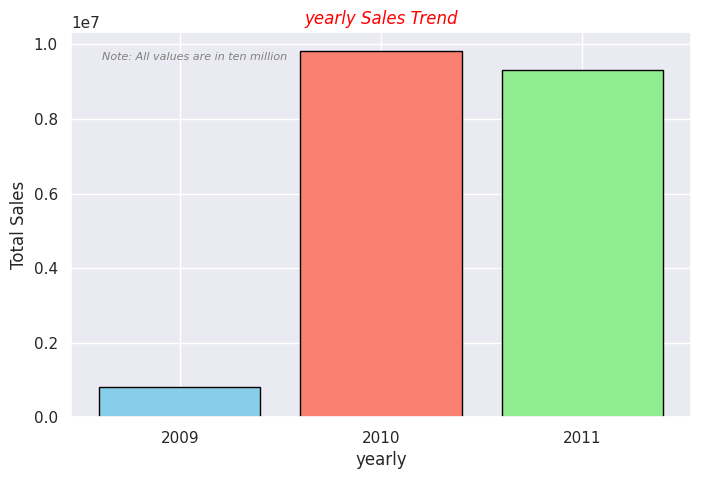 yearly Sales Trend
1e7
Note: All values are in ten million
1.0
0.8
0.6
0.4
0.2
0.0
Total Sales
2009 2010 2011
yearly